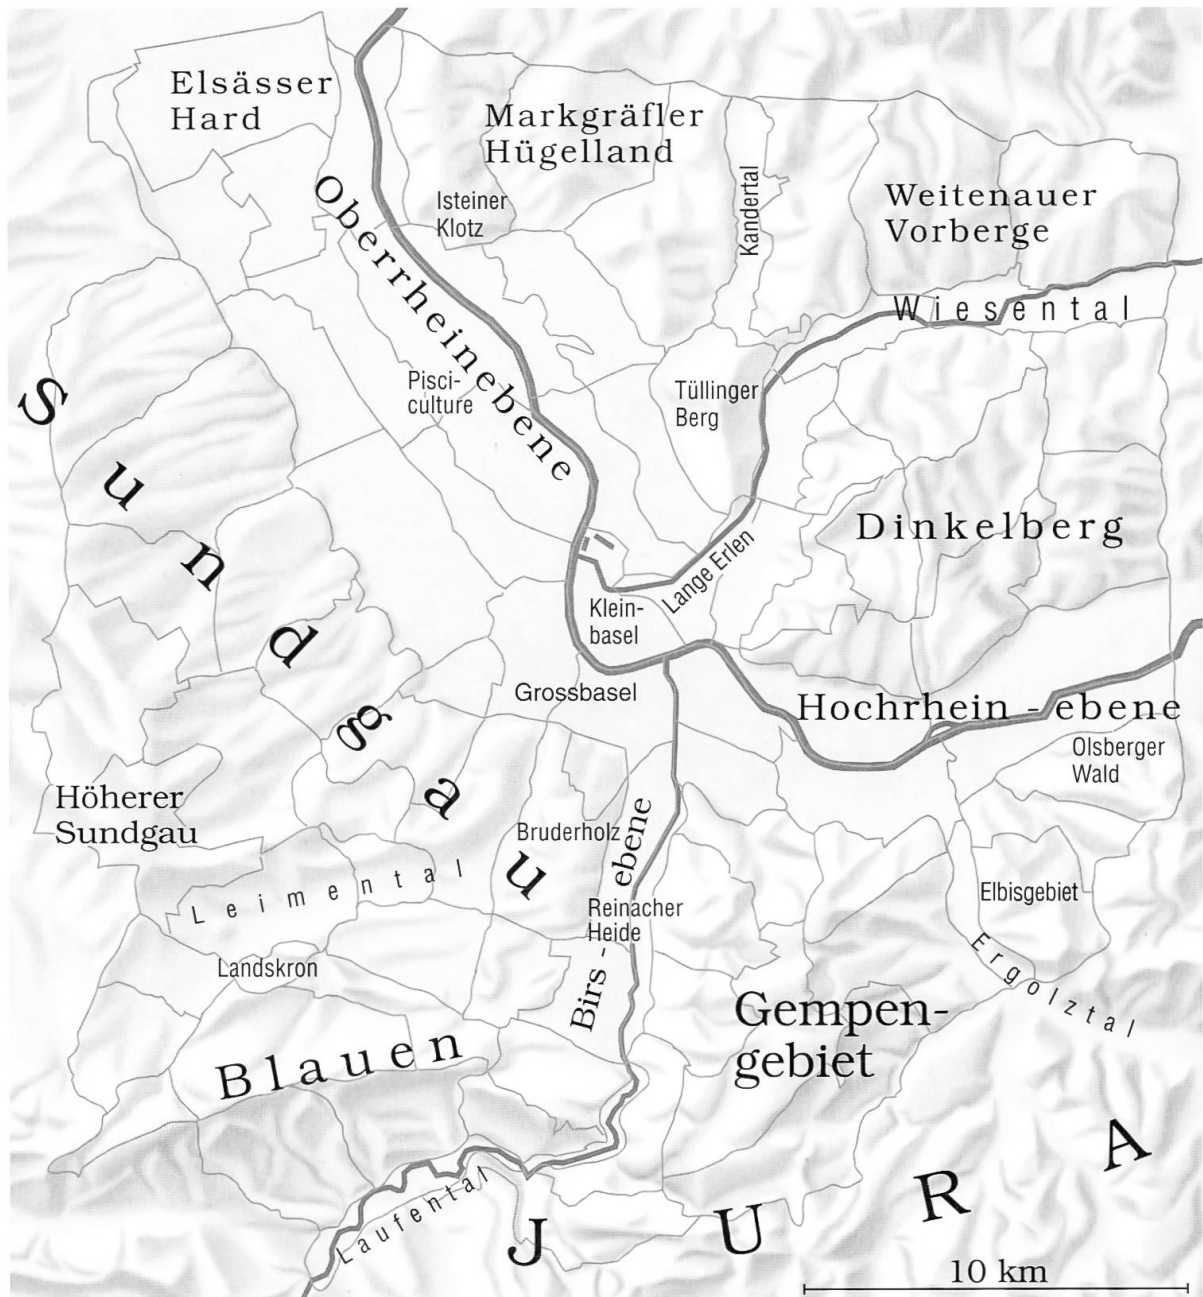 Elsässer
Hard
Markgräfler
Hügelland
Oberrheinebene
Isteiner
Klotz
Kandertal
Weitenauer
Vorberge
Wiesental
Sundgau
Pisci-
culture
Tüllinger
Berg
Dinkelberg
Lange Erlen
Klein-
basel
Grossbasel
Hochrhein - ebene
Olsberger
Wald
Höherer
Sundgau
Bruderholz
Birs - ebene
Leimental
Reinacher
Heide
Elbisgebiet
Ergolztal
Landskron
Gempen-
gebiet
Blauen
Laufental
JURA
10 km